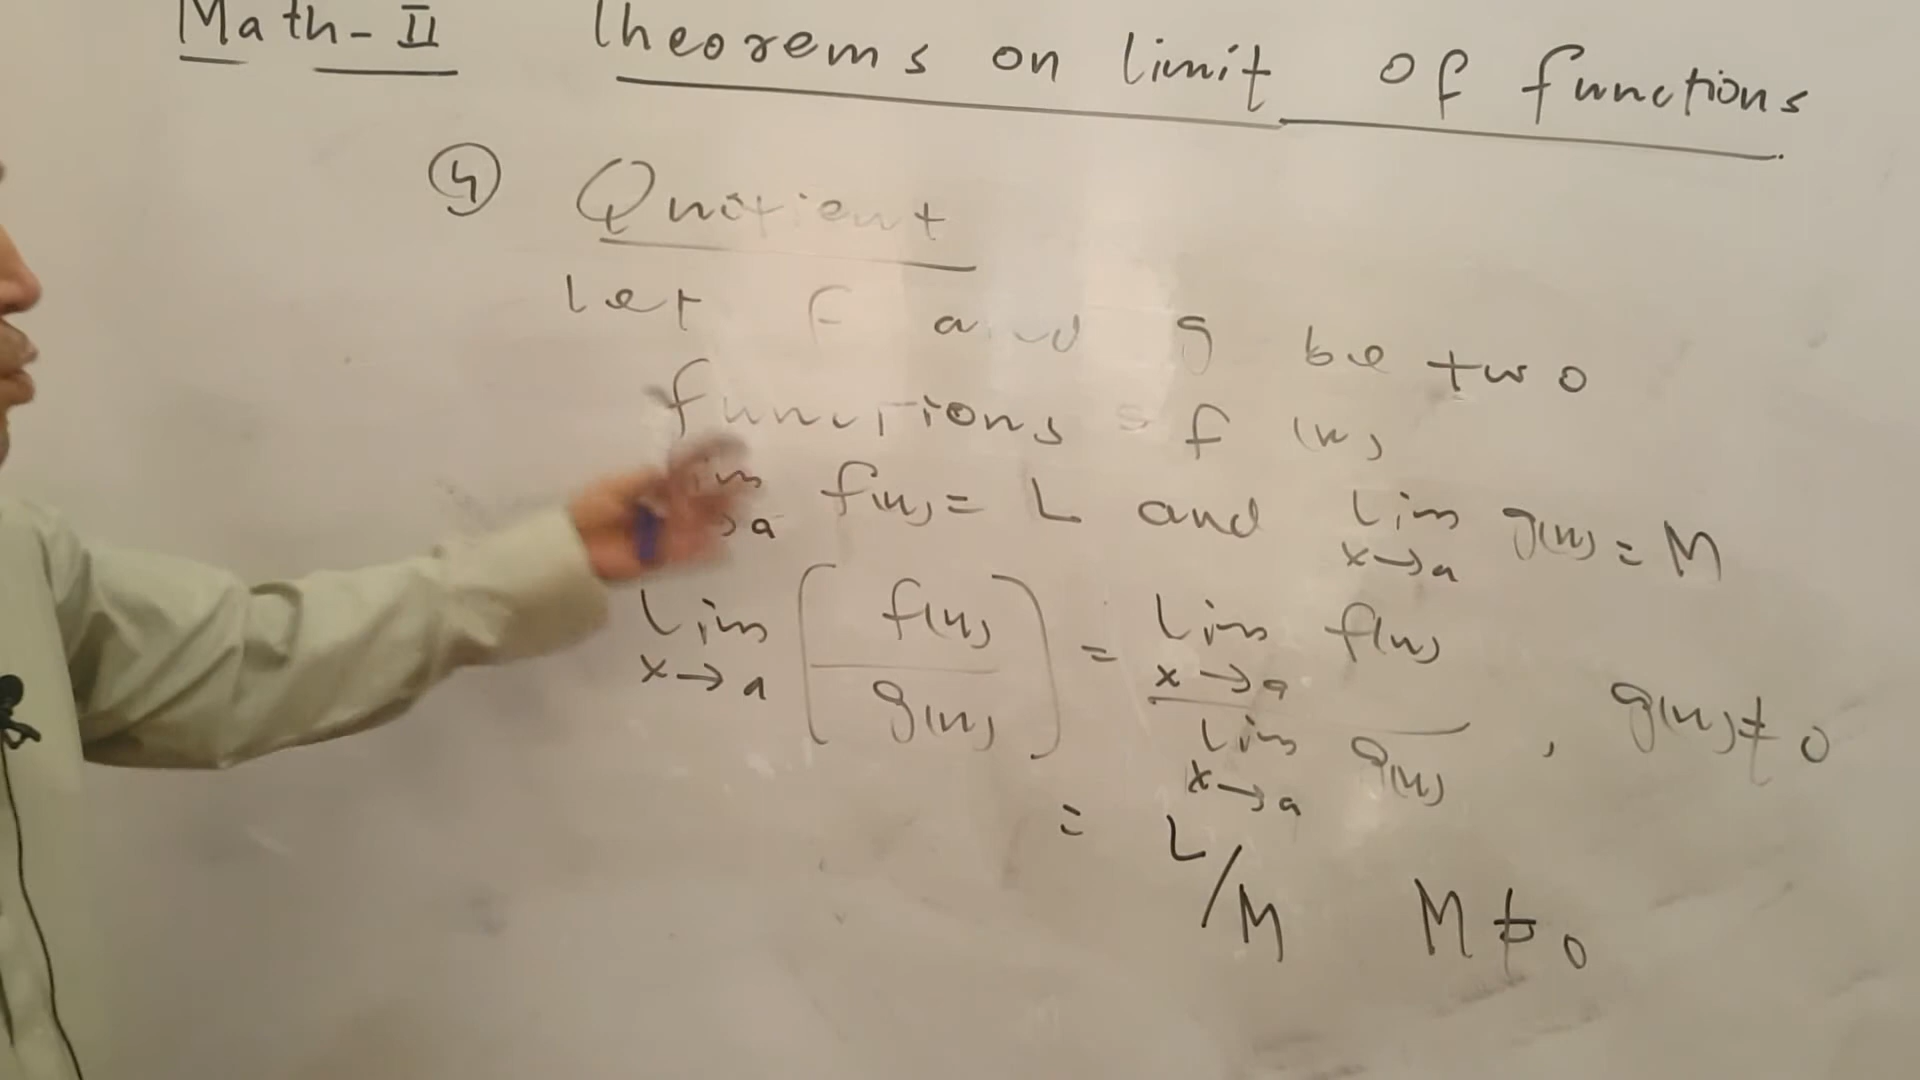 Math-II Theorems on limit of functions
④ Quotient
Let f and g be two
functions of (x)
lim x→a f(x) = L and lim x→a g(x) = M
lim x→a [ f(x) / g(x) ] = lim x→a f(x) / lim x→a g(x) , g(x) ≠ 0
= L/M M ≠ 0